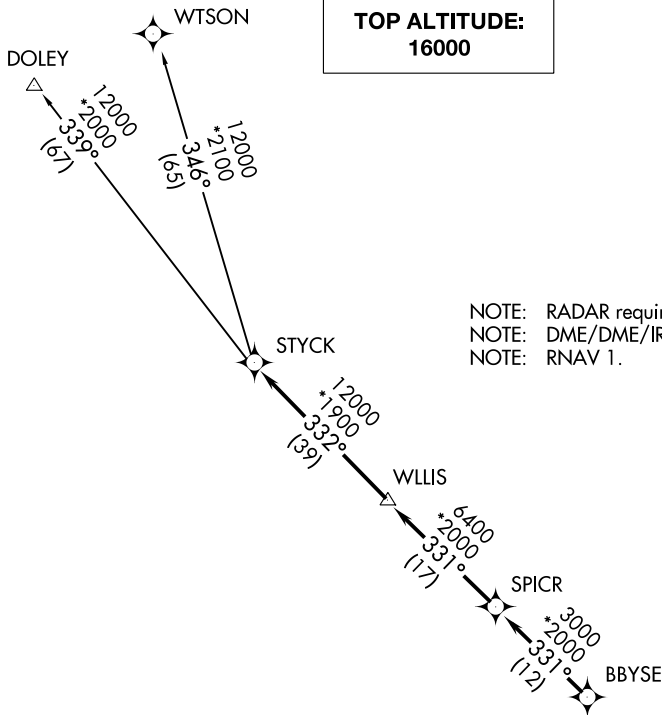 WTSON
TOP ALTITUDE:
16000
DOLEY
12000
*2000
339°
(67)
12000
*2100
346°
(65)
NOTE: RADAR requir
NOTE: DME/DME/IR
NOTE: RNAV 1.
STYCK
12000
*1900
332°
(39)
WLLIS
6400
*2000
331°
(17)
SPICR
3000
*2000
331°
(12)
BBYSE